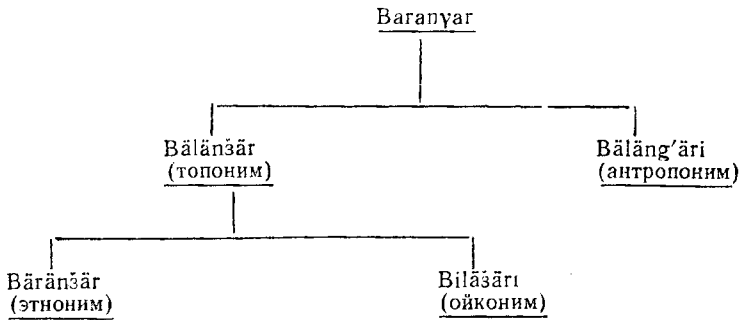 Baranγar
Bälänǯär
(топоним)
Bäläng'äri
(антропоним)
Bäränǯär
(этноним)
Biläǯäri
(ойконим)